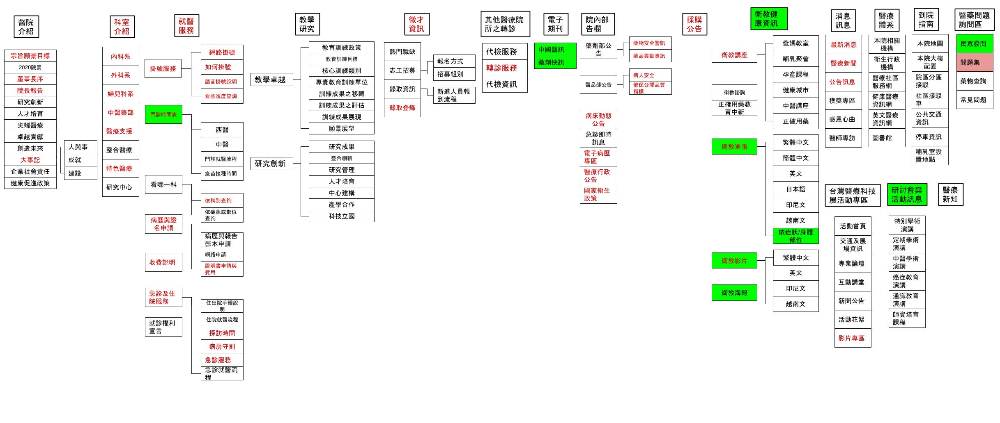 醫院
介紹
宗旨願景目標
2020院景
董事長序
院長報告
研究創新
人才培育
尖端醫療
卓越貢獻
創造未來
大事記
企業社會責任
健康促進政策
人與事
成就
建設
科室
介紹
內科系
外科系
婦兒科系
中醫藥部
醫療支援
整合醫療
特色醫療
研究中心
就醫
服務
掛號服務
網路掛號
如何掛號
語音掛號說明
看診進度查詢
門診時間表
西醫
中醫
門診就醫流程
疫苗接種時間
看哪一科
依科別查詢
依症狀或部位
查詢
病歷與證
名申請
病歷與報告
影本申請
網路申請
證明書申請與
費用
收費說明
急診及住
院服務
住出院手續說
明
住院就醫流程
探訪時間
病房守則
急診服務
急診就醫流
程
就診權利
宣言
教學
研究
教學卓越
教育訓練政策
教育訓練目標
核心訓練類別
專責教育訓練單位
訓練成果之移轉
訓練成果之評估
訓練成果展現
願景展望
研究創新
研究成果
整合創新
研究管理
人才培育
中心建構
產學合作
科技立國
徵才
資訊
熱門職缺
志工招募
錄取資訊
錄取登錄
報名方式
招募組別
新進人員報
到流程
其他醫療院
所之轉診
代檢服務
轉診服務
代檢資訊
電子
期刊
中國醫訊
藥劑快訊
院內部
告欄
藥劑部公
告
藥物安全警訊
藥品異動資訊
醫品部公告
病人安全
健保公開品質
指標
病床動態
公告
急診即時
訊息
電子病歷
專區
醫療行政
公告
國家衛生
政策
採購
公告
衛教健
康資訊
衛教講座
爸媽教室
哺乳聚會
孕產課程
健康城市
中醫講座
正確用藥
衛教諮詢
正確用藥教
育中新
衛教單張
繁體中文
簡體中文
英文
日本語
印尼文
越南文
依症狀/身體
部位
衛教影片
繁體中文
英文
印尼文
越南文
衛教海報
消息
訊息
最新消息
醫療新聞
公告訊息
獲獎專區
感恩心曲
醫師專訪
醫療
體系
本院相關
機構
衛生行政
機構
醫療社區
服務網
健康醫療
資訊網
英文醫療
資訊網
圖書館
到院
指南
本院地圖
本院大樓
配置
院區分區
接駁
社區接駁
車
公共交通
資訊
停車資訊
哺乳室設
置地點
醫藥問題
詢問區
民眾發問
問題集
藥物查詢
常見問題
台灣醫療科技
展活動專區
活動首頁
交通及展
場資訊
專業論壇
互動講堂
新聞公告
活動花絮
影片專區
研討會與
活動訊息
特別學術
演講
定期學術
演講
中醫學術
演講
癌症教育
演講
通識教育
演講
師資培育
課程
醫療
新知